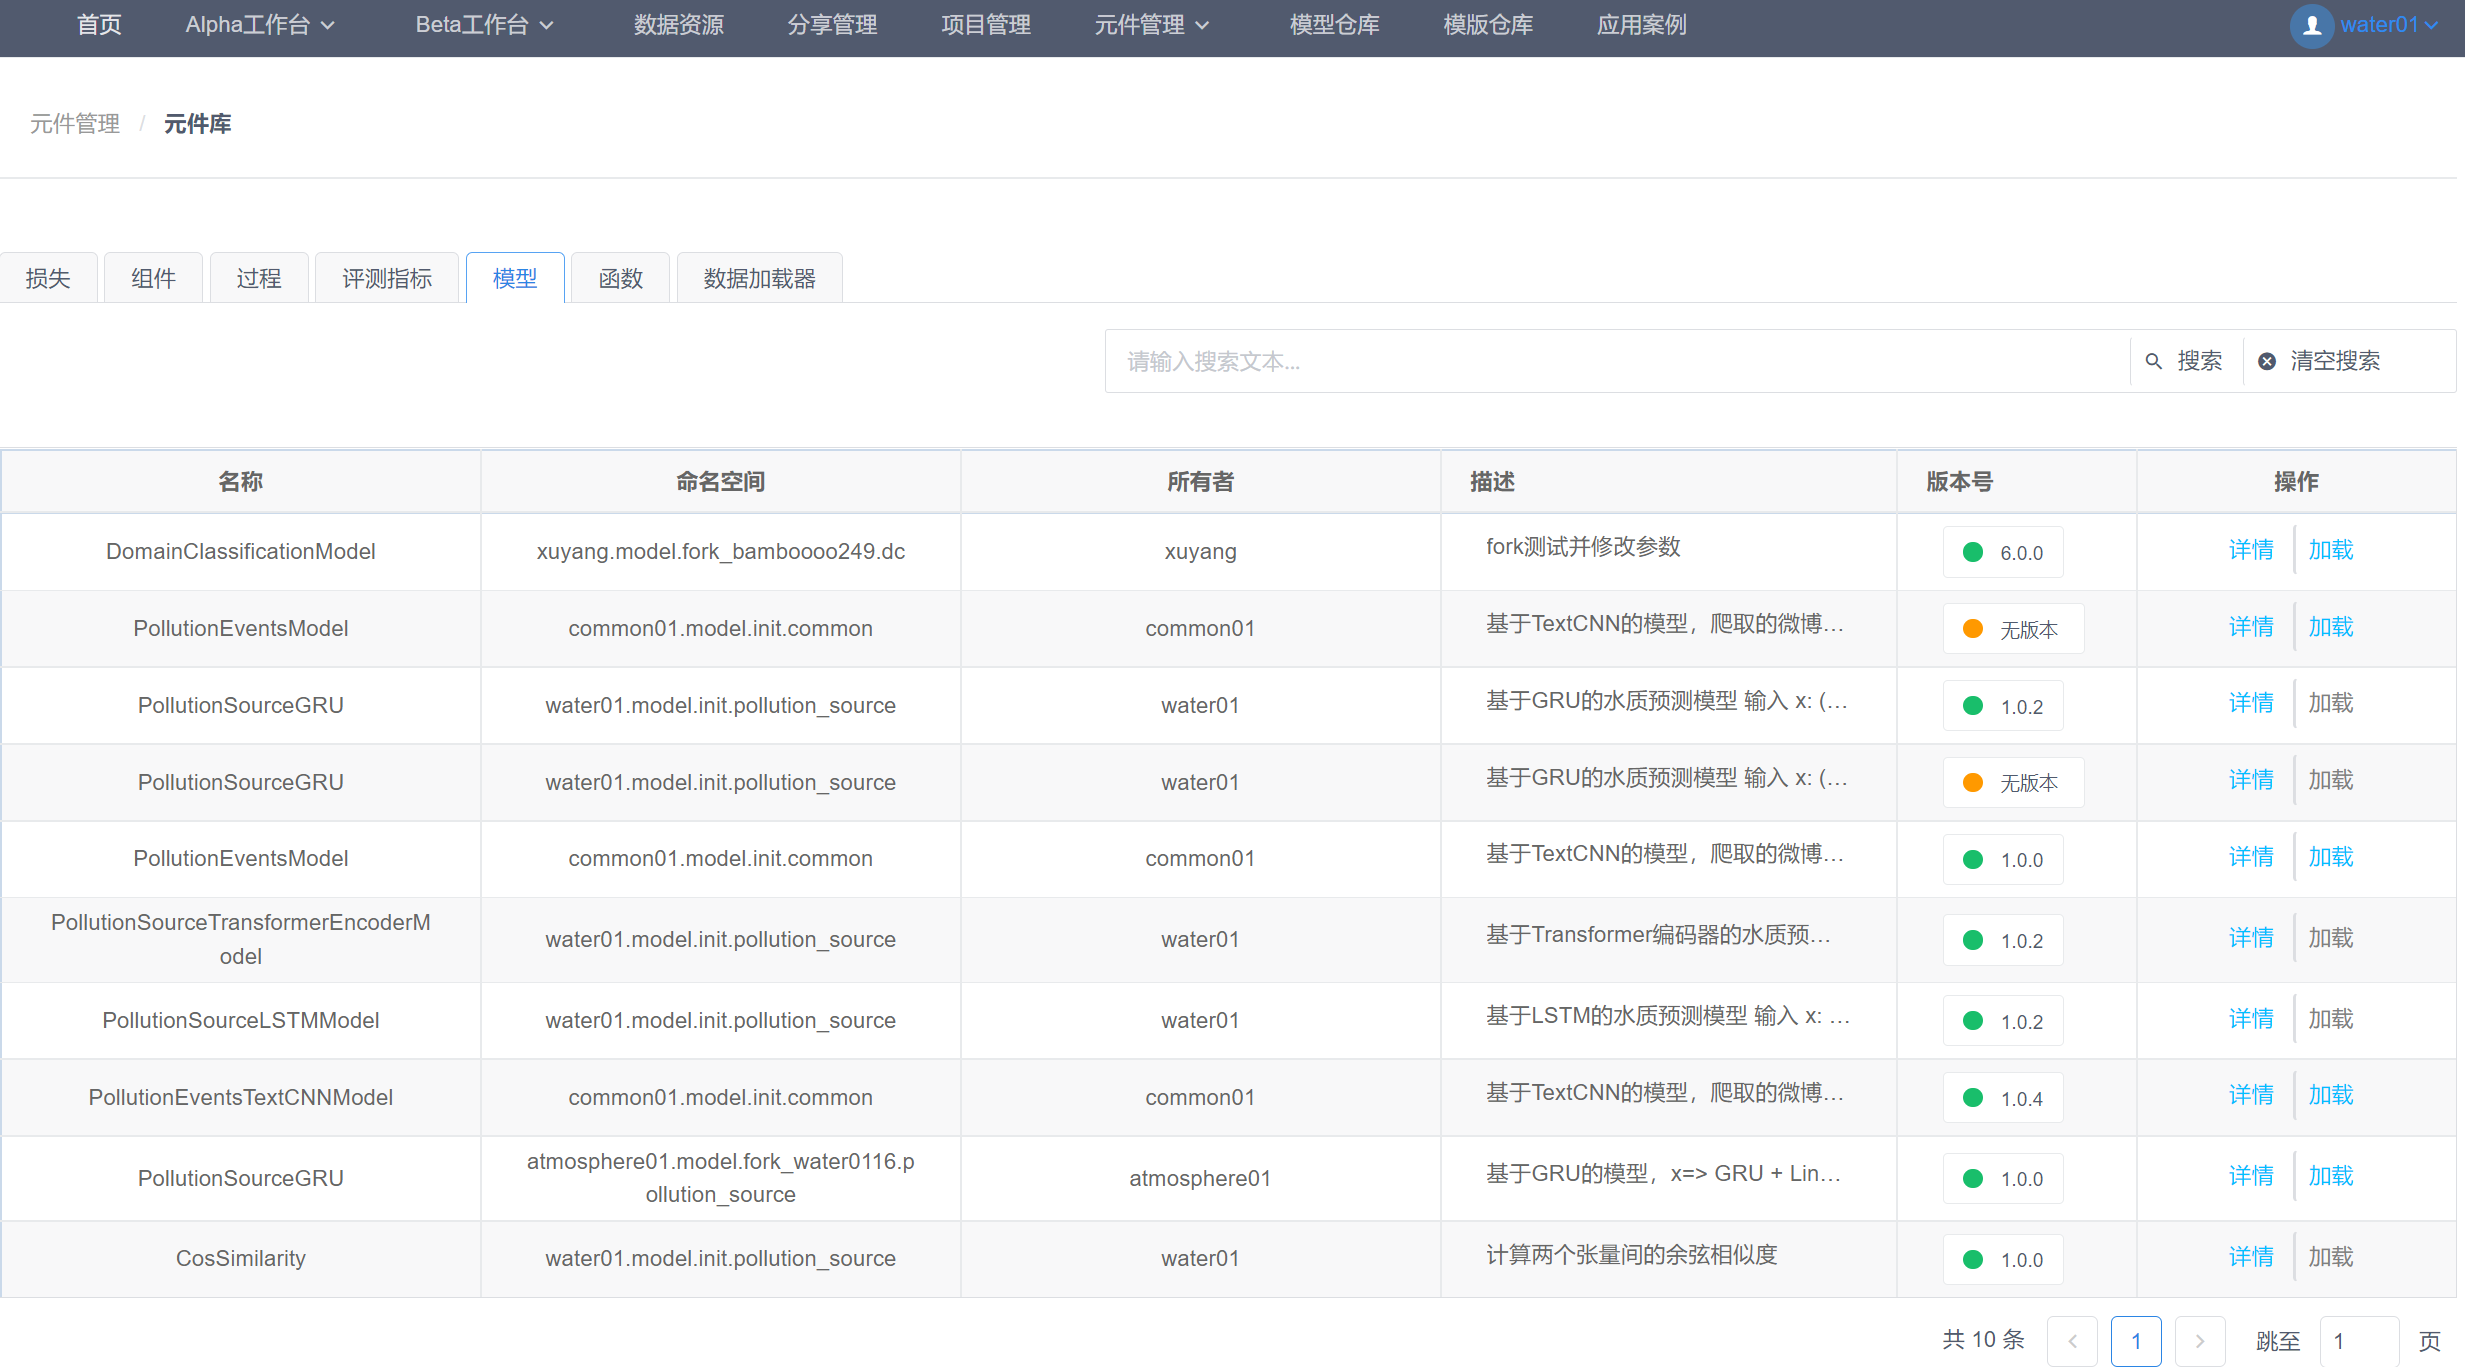 首页 Alpha工作台 Beta工作台 数据资源 分享管理 项目管理 元件管理 模型仓库 模版仓库 应用案例 water01
元件管理 / 元件库
损失 组件 过程 评测指标 模型 函数 数据加载器
请输入搜索文本... 搜索 清空搜索
名称 命名空间 所有者 描述 版本号 操作
DomainClassificationModel xuyang.model.fork_bamboooo249.dc xuyang fork测试并修改参数 6.0.0 详情 加载
PollutionEventsModel common01.model.init.common common01 基于TextCNN的模型，爬取的微博... 无版本 详情 加载
PollutionSourceGRU water01.model.init.pollution_source water01 基于GRU的水质预测模型 输入 x: (... 1.0.2 详情 加载
PollutionSourceGRU water01.model.init.pollution_source water01 基于GRU的水质预测模型 输入 x: (... 无版本 详情 加载
PollutionEventsModel common01.model.init.common common01 基于TextCNN的模型，爬取的微博... 1.0.0 详情 加载
PollutionSourceTransformerEncoderM
odel water01.model.init.pollution_source water01 基于Transformer编码器的水质预... 1.0.2 详情 加载
PollutionSourceLSTMModel water01.model.init.pollution_source water01 基于LSTM的水质预测模型 输入 x: ... 1.0.2 详情 加载
PollutionEventsTextCNNModel common01.model.init.common common01 基于TextCNN的模型，爬取的微博... 1.0.4 详情 加载
PollutionSourceGRU atmosphere01.model.fork_water0116.p
ollution_source atmosphere01 基于GRU的模型，x=> GRU + Lin... 1.0.0 详情 加载
CosSimilarity water01.model.init.pollution_source water01 计算两个张量间的余弦相似度 1.0.0 详情 加载
共 10 条 < 1 > 跳至 1 页